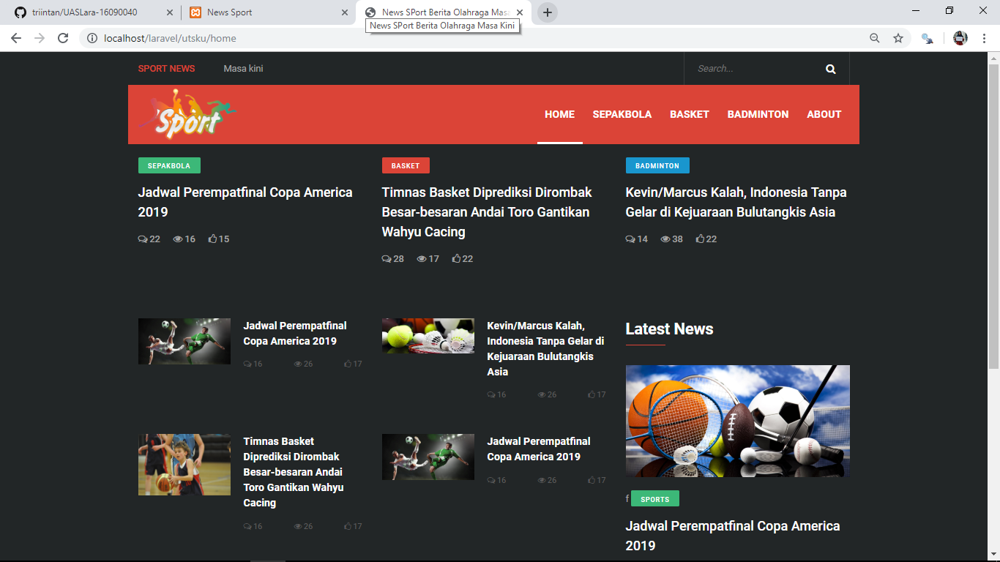 triintan/UASLara-16090040
News Sport
News SPort Berita Olahraga Masa
News SPort Berita Olahraga Masa Kini
localhost/laravel/utsku/home
SPORT NEWS
Masa kini
Search...
Sport
HOME
SEPAKBOLA
BASKET
BADMINTON
ABOUT
SEPAKBOLA
Jadwal Perempatfinal Copa America
2019
22 16 15
BASKET
Timnas Basket Diprediksi Dirombak
Besar-besaran Andai Toro Gantikan
Wahyu Cacing
28 17 22
BADMINTON
Kevin/Marcus Kalah, Indonesia Tanpa
Gelar di Kejuaraan Bulutangkis Asia
14 38 22
Jadwal Perempatfinal
Copa America 2019
16 26 17
Kevin/Marcus Kalah,
Indonesia Tanpa Gelar di
Kejuaraan Bulutangkis
Asia
16 26 17
Timnas Basket
Diprediksi Dirombak
Besar-besaran Andai
Toro Gantikan Wahyu
Cacing
16 26 17
Jadwal Perempatfinal
Copa America 2019
16 26 17
Latest News
f SPORTS
Jadwal Perempatfinal Copa America
2019